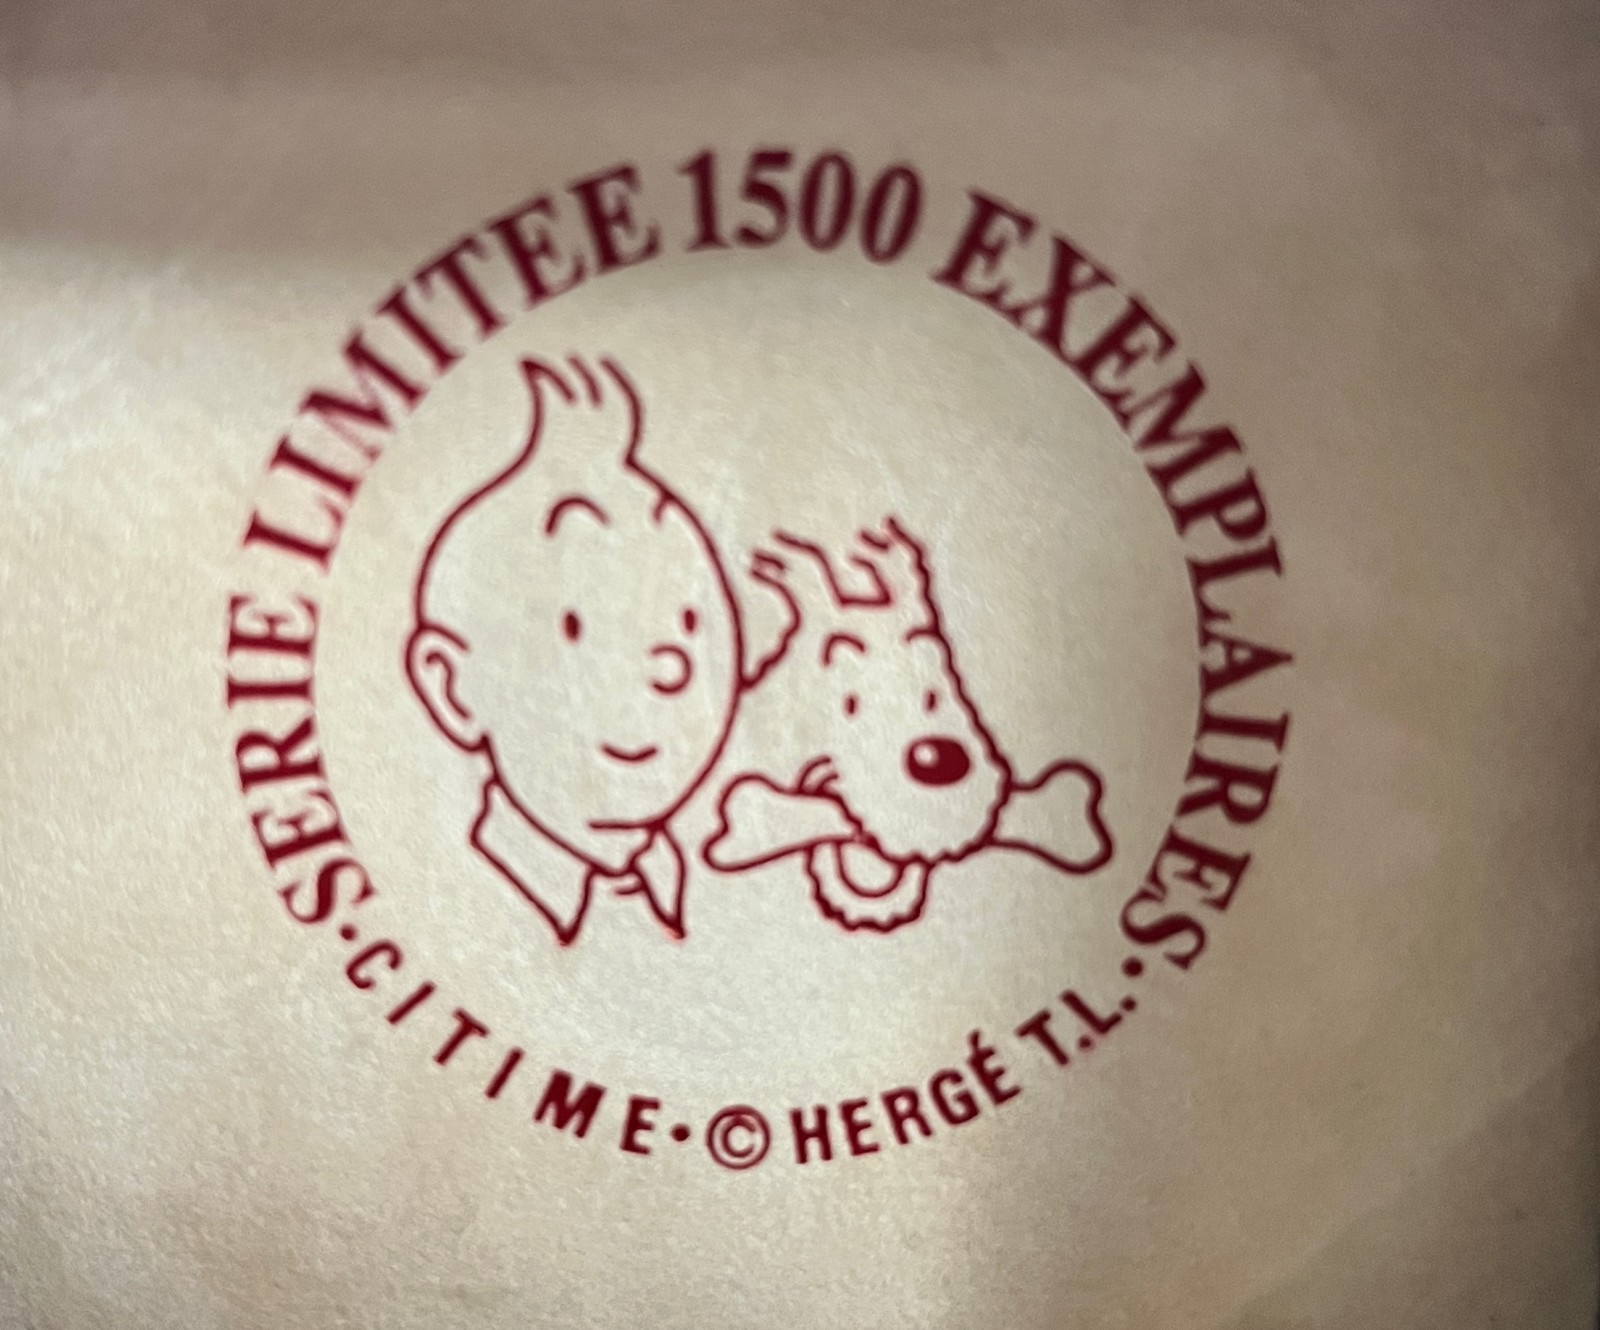 SERIE LIMITEE 1500 EXEMPLAIRES
• CITIME • © HERGÉ T.L. •